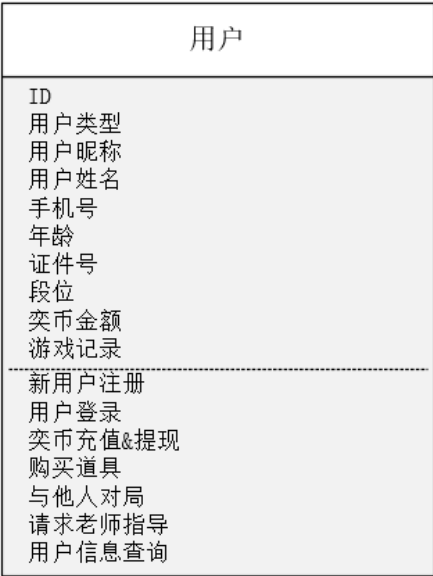 用户
ID
用户类型
用户昵称
用户姓名
手机号
年龄
证件号
段位
奕币金额
游戏记录
新用户注册
用户登录
奕币充值&提现
购买道具
与他人对局
请求老师指导
用户信息查询